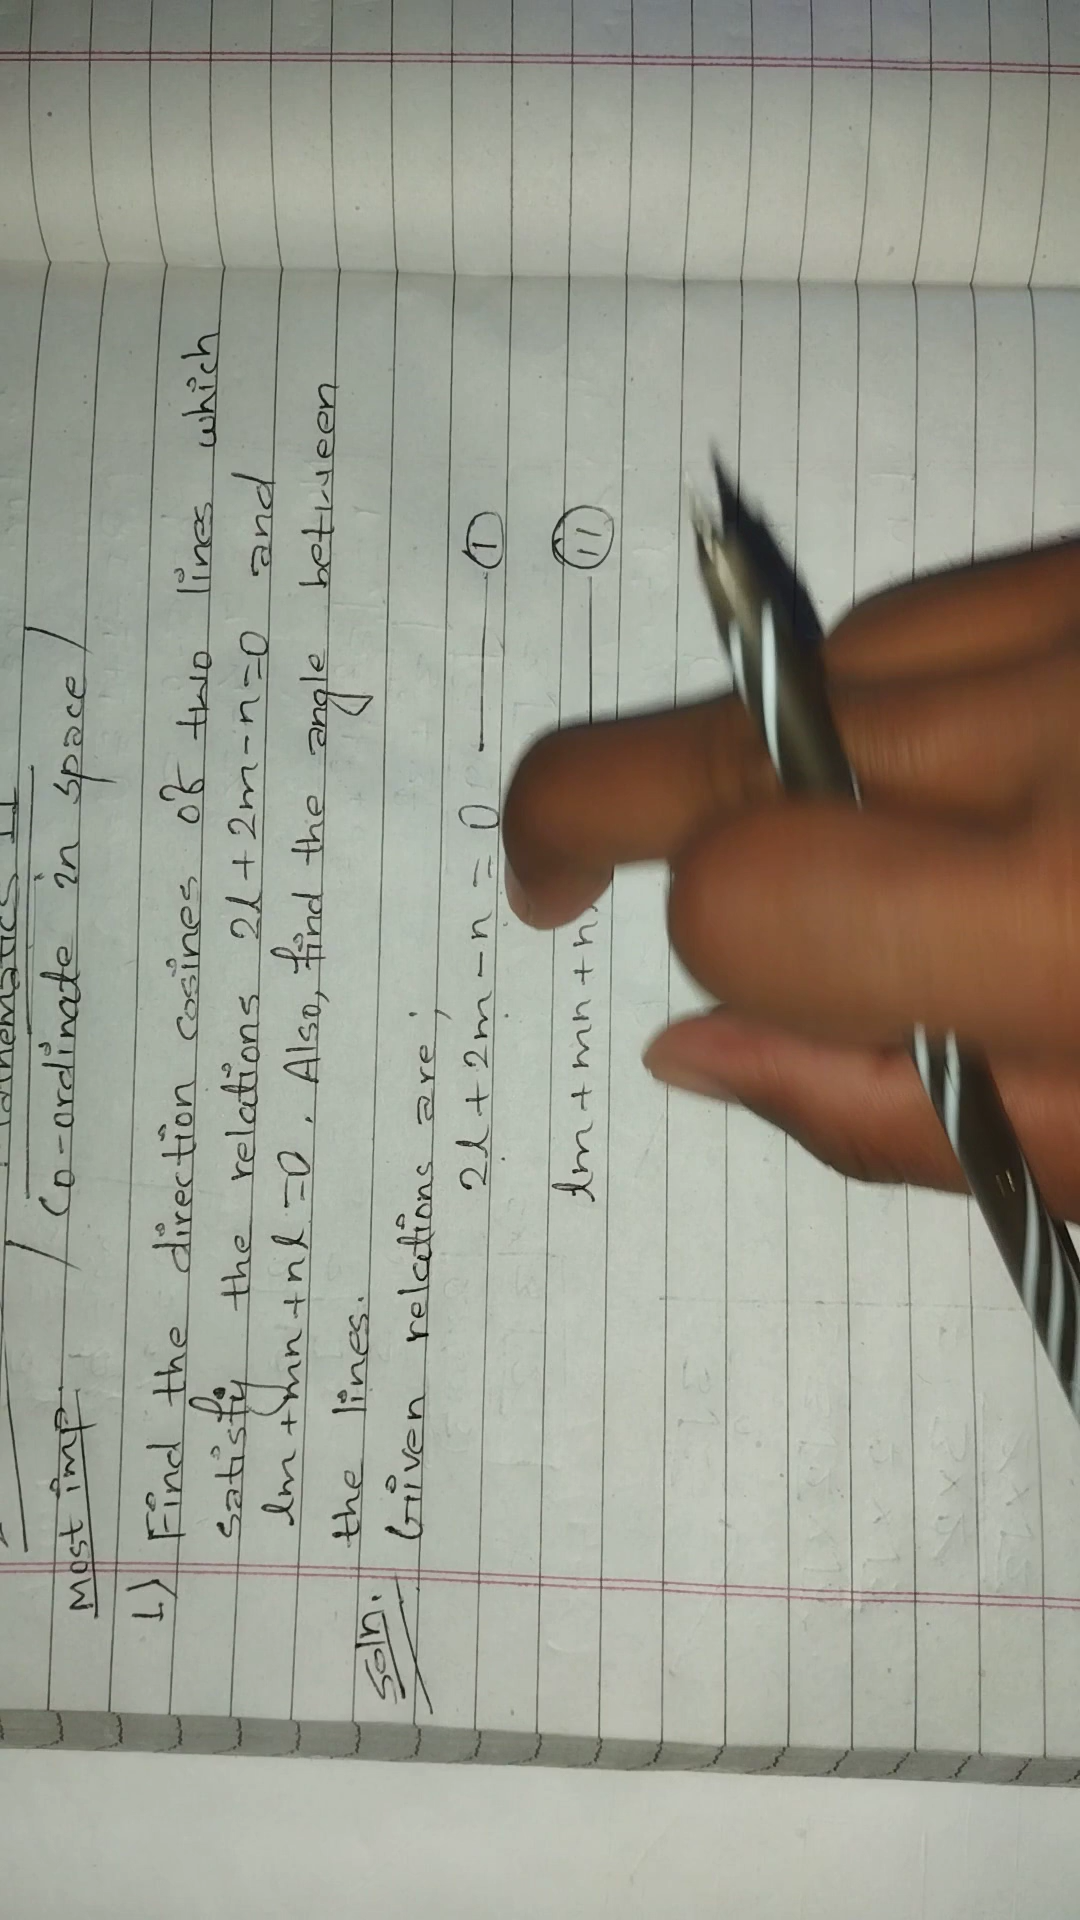 Most imp / Co-ordinate in space /
1) Find the direction cosines of two lines which
satisfy the relations 2l + 2m - n = 0 and
lm + mn + nl = 0. Also, find the angle between
the lines.
Soln. Given relations are;
2l + 2m - n = 0 — (I)
lm + mn + n — (II)